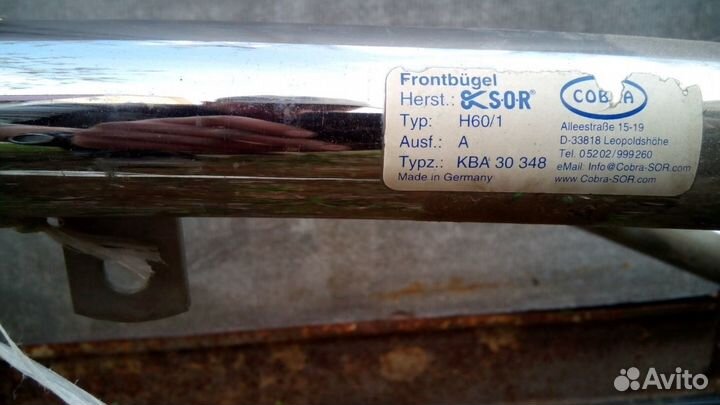 Frontbügel
Herst.: S·O·R®
Typ: H60/1
Ausf.: A
Typz.: KBA 30 348
Made in Germany
COBRA
Alleestraße 15-19
D-33818 Leopoldshöhe
Tel. 05202/999260
eMail: Info@Cobra-SOR.com
www.Cobra-SOR.com
Avito